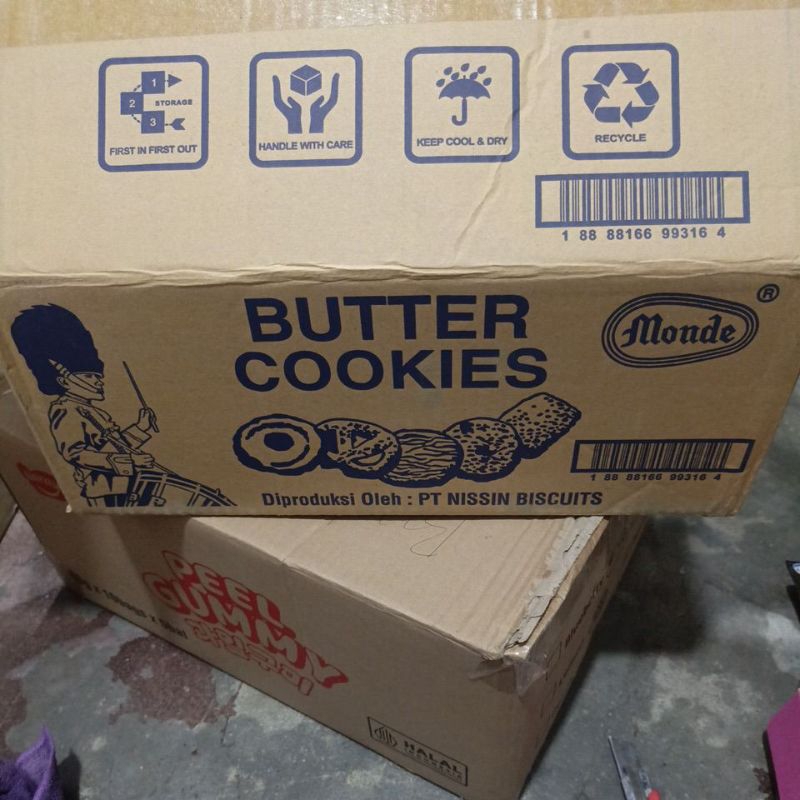 1
2
3
STORAGE
FIRST IN FIRST OUT
HANDLE WITH CARE
KEEP COOL & DRY
RECYCLE
1 88 88166 99316 4
BUTTER
COOKIES
Monde
®
1 88 88166 99316 4
Diproduksi Oleh : PT NISSIN BISCUITS
PEEL
GUMMY
HALAL
INDONESIA